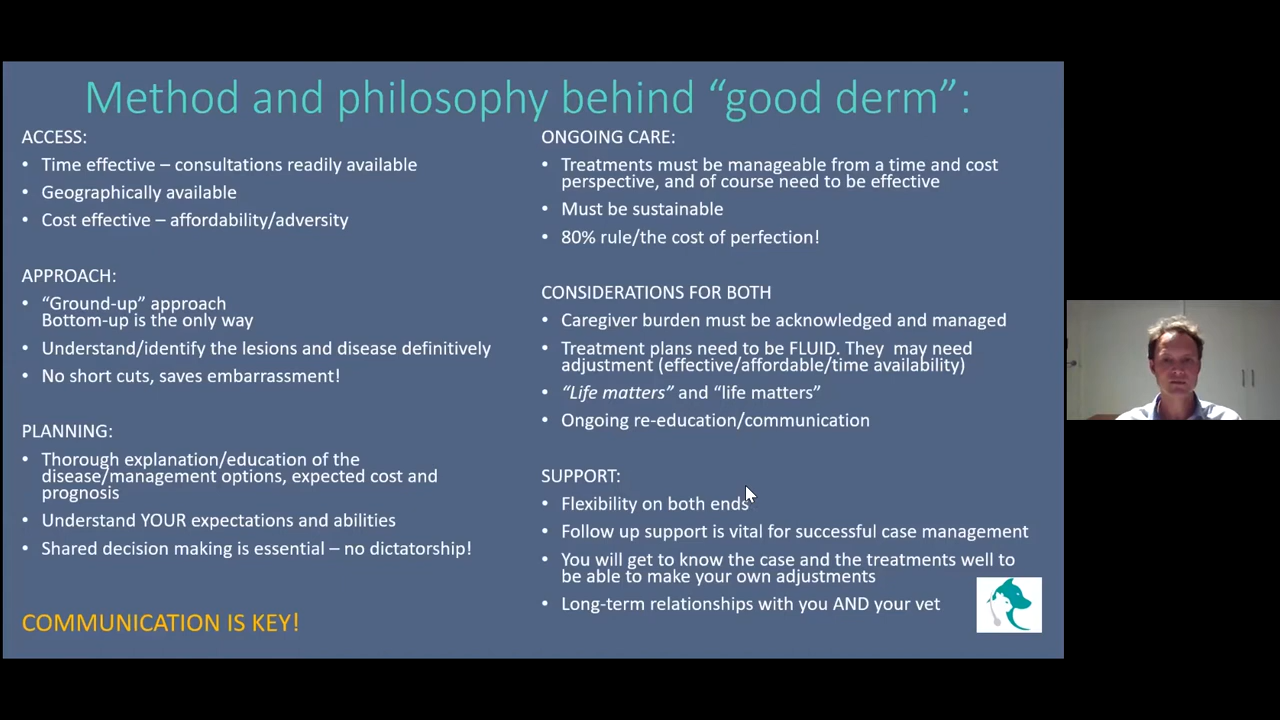 Method and philosophy behind “good derm”:
ACCESS:
• Time effective – consultations readily available
• Geographically available
• Cost effective – affordability/adversity
APPROACH:
• “Ground-up” approach
Bottom-up is the only way
• Understand/identify the lesions and disease definitively
• No short cuts, saves embarrassment!
PLANNING:
• Thorough explanation/education of the
disease/management options, expected cost and
prognosis
• Understand YOUR expectations and abilities
• Shared decision making is essential – no dictatorship!
COMMUNICATION IS KEY!
ONGOING CARE:
• Treatments must be manageable from a time and cost
perspective, and of course need to be effective
• Must be sustainable
• 80% rule/the cost of perfection!
CONSIDERATIONS FOR BOTH
• Caregiver burden must be acknowledged and managed
• Treatment plans need to be FLUID. They may need
adjustment (effective/affordable/time availability)
• “Life matters” and “life matters”
• Ongoing re-education/communication
SUPPORT:
• Flexibility on both ends
• Follow up support is vital for successful case management
• You will get to know the case and the treatments well to
be able to make your own adjustments
• Long-term relationships with you AND your vet